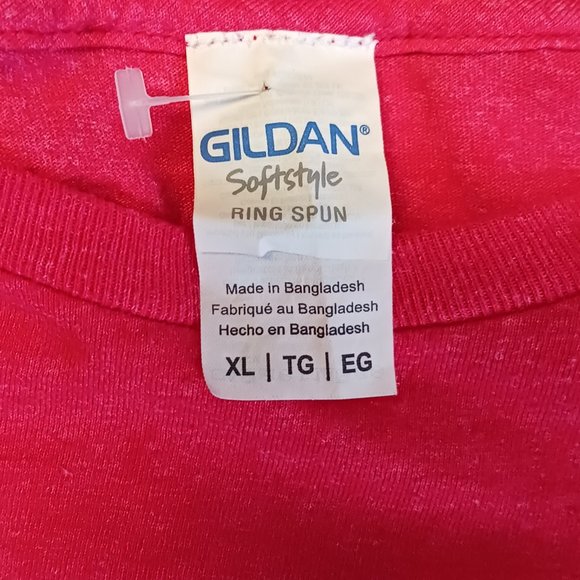 GILDAN®
Softstyle
RING SPUN
Made in Bangladesh
Fabriqué au Bangladesh
Hecho en Bangladesh
XL | TG | EG